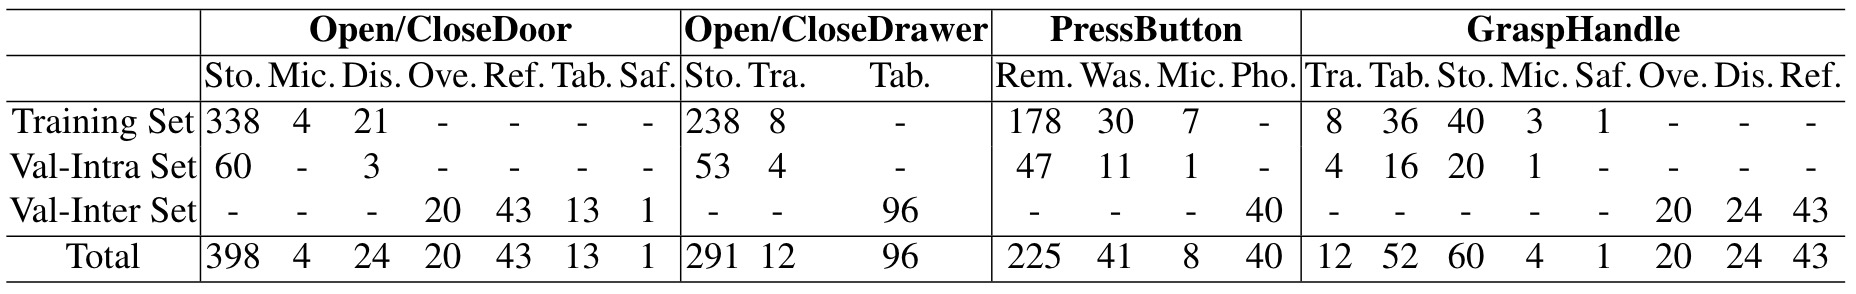 Open/CloseDoor Open/CloseDrawer PressButton GraspHandle
Sto. Mic. Dis. Ove. Ref. Tab. Saf. Sto. Tra. Tab. Rem. Was. Mic. Pho. Tra. Tab. Sto. Mic. Saf. Ove. Dis. Ref.
Training Set 338 4 21 - - - - 238 8 - 178 30 7 - 8 36 40 3 1 - - -
Val-Intra Set 60 - 3 - - - - 53 4 - 47 11 1 - 4 16 20 1 - - - -
Val-Inter Set - - - 20 43 13 1 - - 96 - - - 40 - - - - - 20 24 43
Total 398 4 24 20 43 13 1 291 12 96 225 41 8 40 12 52 60 4 1 20 24 43